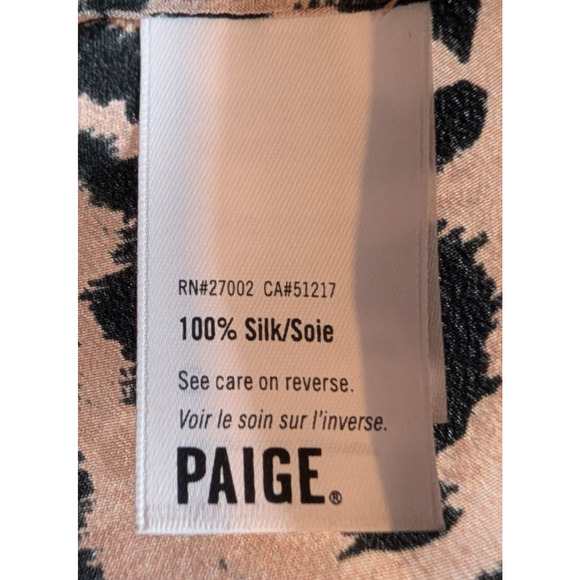 RN#27002 CA#51217
100% Silk/Soie
See care on reverse.
Voir le soin sur l'inverse.
PAIGE®